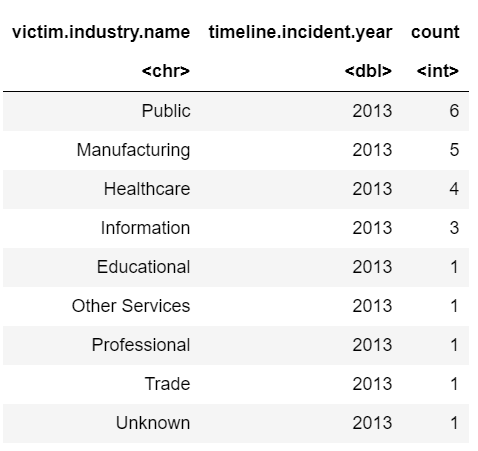 victim.industry.name timeline.incident.year count
<chr> <dbl> <int>
Public 2013 6
Manufacturing 2013 5
Healthcare 2013 4
Information 2013 3
Educational 2013 1
Other Services 2013 1
Professional 2013 1
Trade 2013 1
Unknown 2013 1